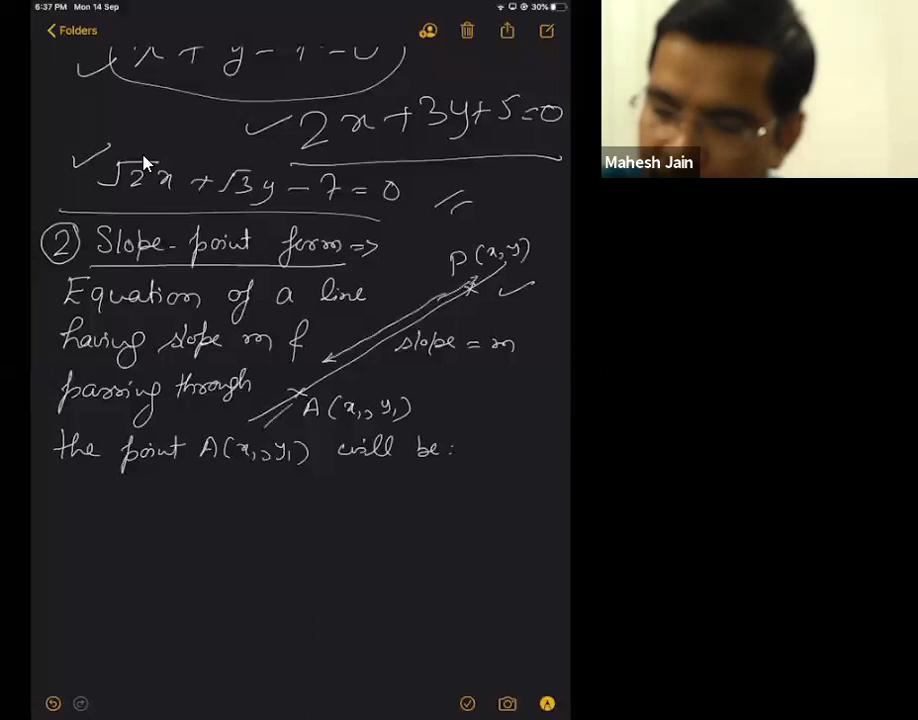 6:37 PM Mon 14 Sep
30%
Folders
2x + 3y + 5 = 0
√2x + √3y - 7 = 0
② Slope-point form ⇒
P(x,y)
Equation of a line
having slope m &
slope = m
passing through
A(x₁, y₁)
the point A(x₁, y₁) will be:
Mahesh Jain